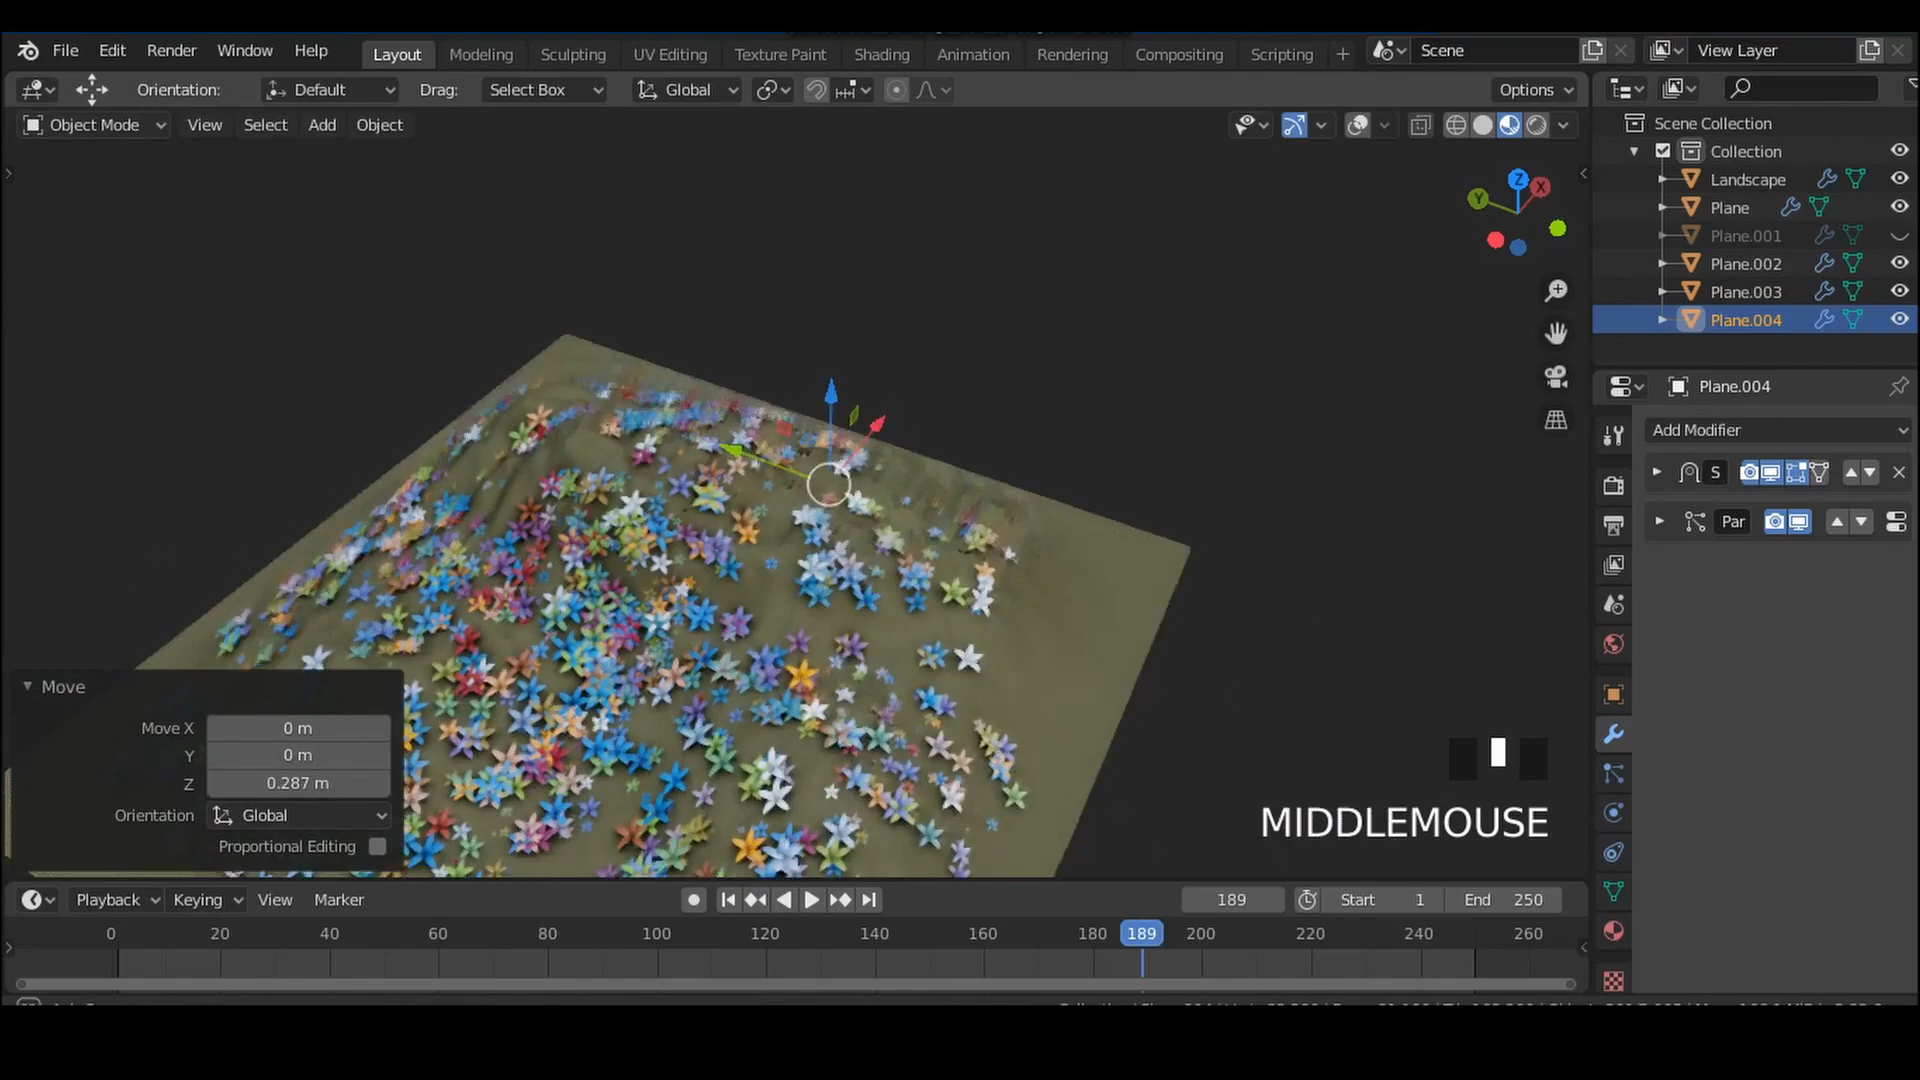 File Edit Render Window Help Layout Modeling Sculpting UV Editing Texture Paint Shading Animation Rendering Compositing Scripting + Scene View Layer
Orientation: Default Drag: Select Box Global Options
Object Mode View Select Add Object
Scene Collection
Collection
Landscape
Plane
Plane.001
Plane.002
Plane.003
Plane.004
Z
X
Y
Plane.004
Add Modifier
S
Par
Move
Move X 0 m
Y 0 m
Z 0.287 m
Orientation Global
Proportional Editing
MIDDLEMOUSE
Playback Keying View Marker 189 Start 1 End 250
0 20 40 60 80 100 120 140 160 180 189 200 220 240 260